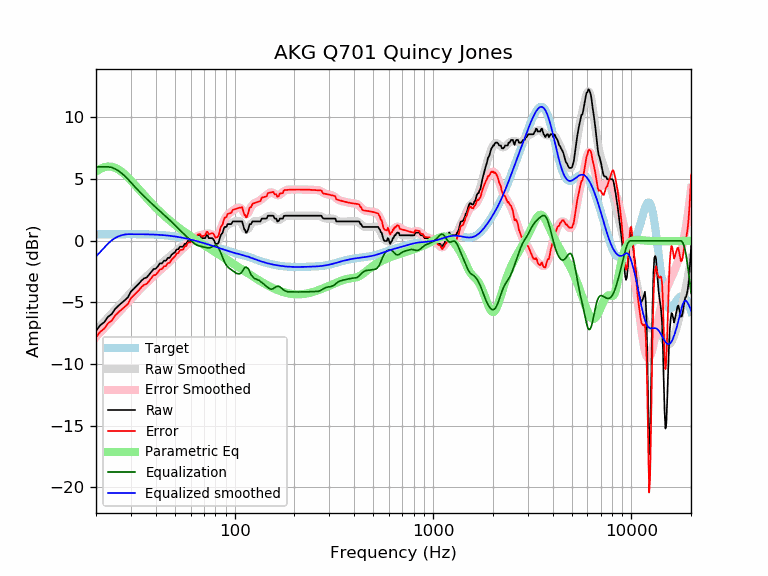 AKG Q701 Quincy Jones
Amplitude (dBr)
10
5
0
−5
−10
−15
−20
Target
Raw Smoothed
Error Smoothed
Raw
Error
Parametric Eq
Equalization
Equalized smoothed
100
1000
10000
Frequency (Hz)